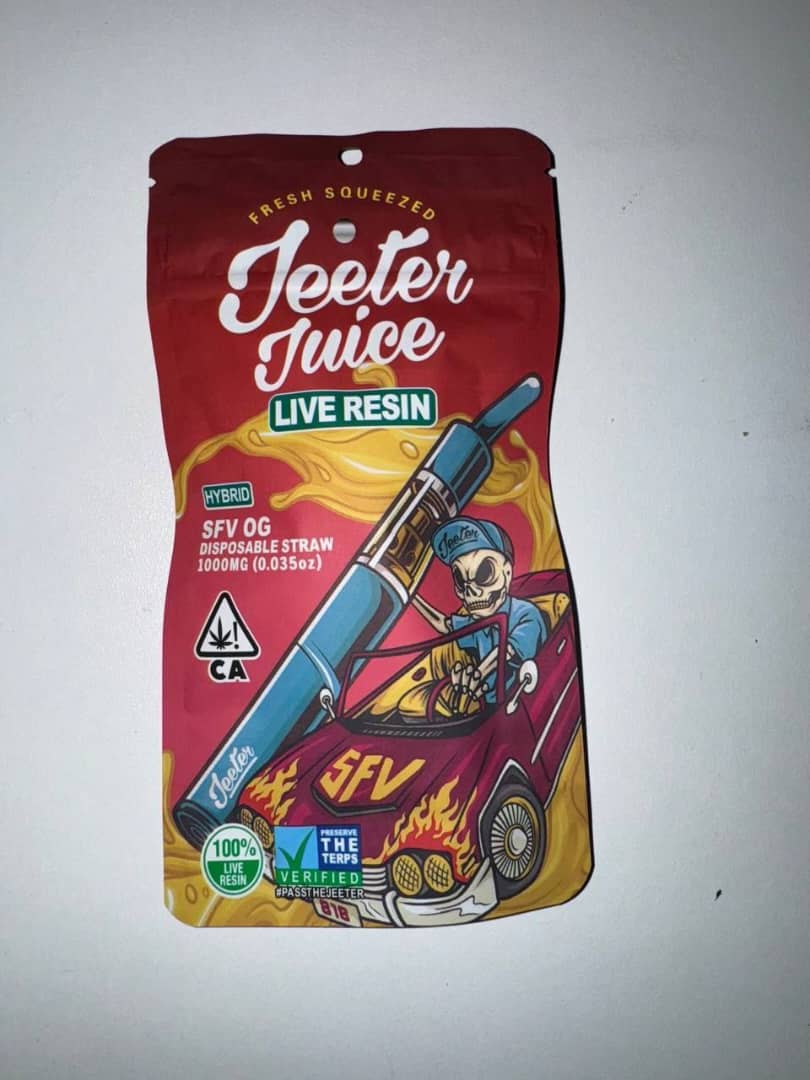 FRESH SQUEEZED
Jeeter
Juice
LIVE RESIN
HYBRID
SFV OG
DISPOSABLE STRAW
1000MG (0.035oz)
Jeeter
CA
SFV
Jeeter
100%
LIVE
RESIN
PRESERVE
THE
TERPS
VERIFIED
#PASSTHEJEETER
818